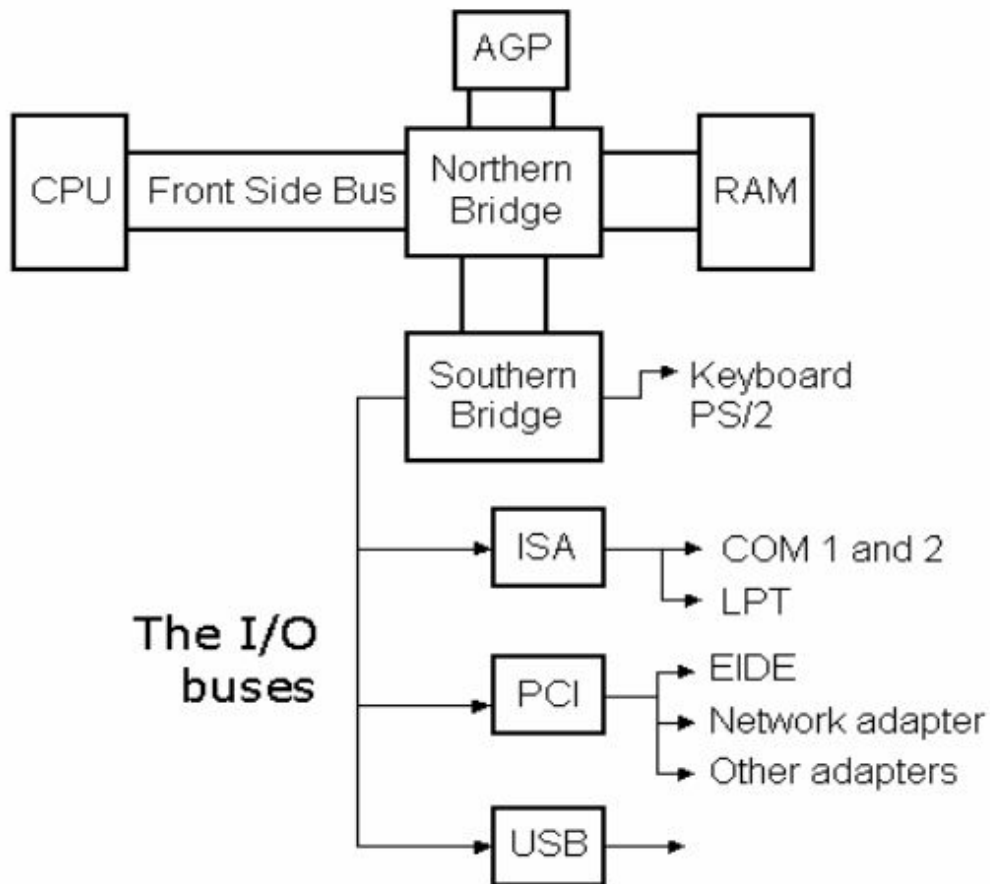 AGP
CPU
Front Side Bus
Northern
Bridge
RAM
Southern
Bridge
Keyboard
PS/2
The I/O
buses
ISA
COM 1 and 2
LPT
PCI
EIDE
Network adapter
Other adapters
USB